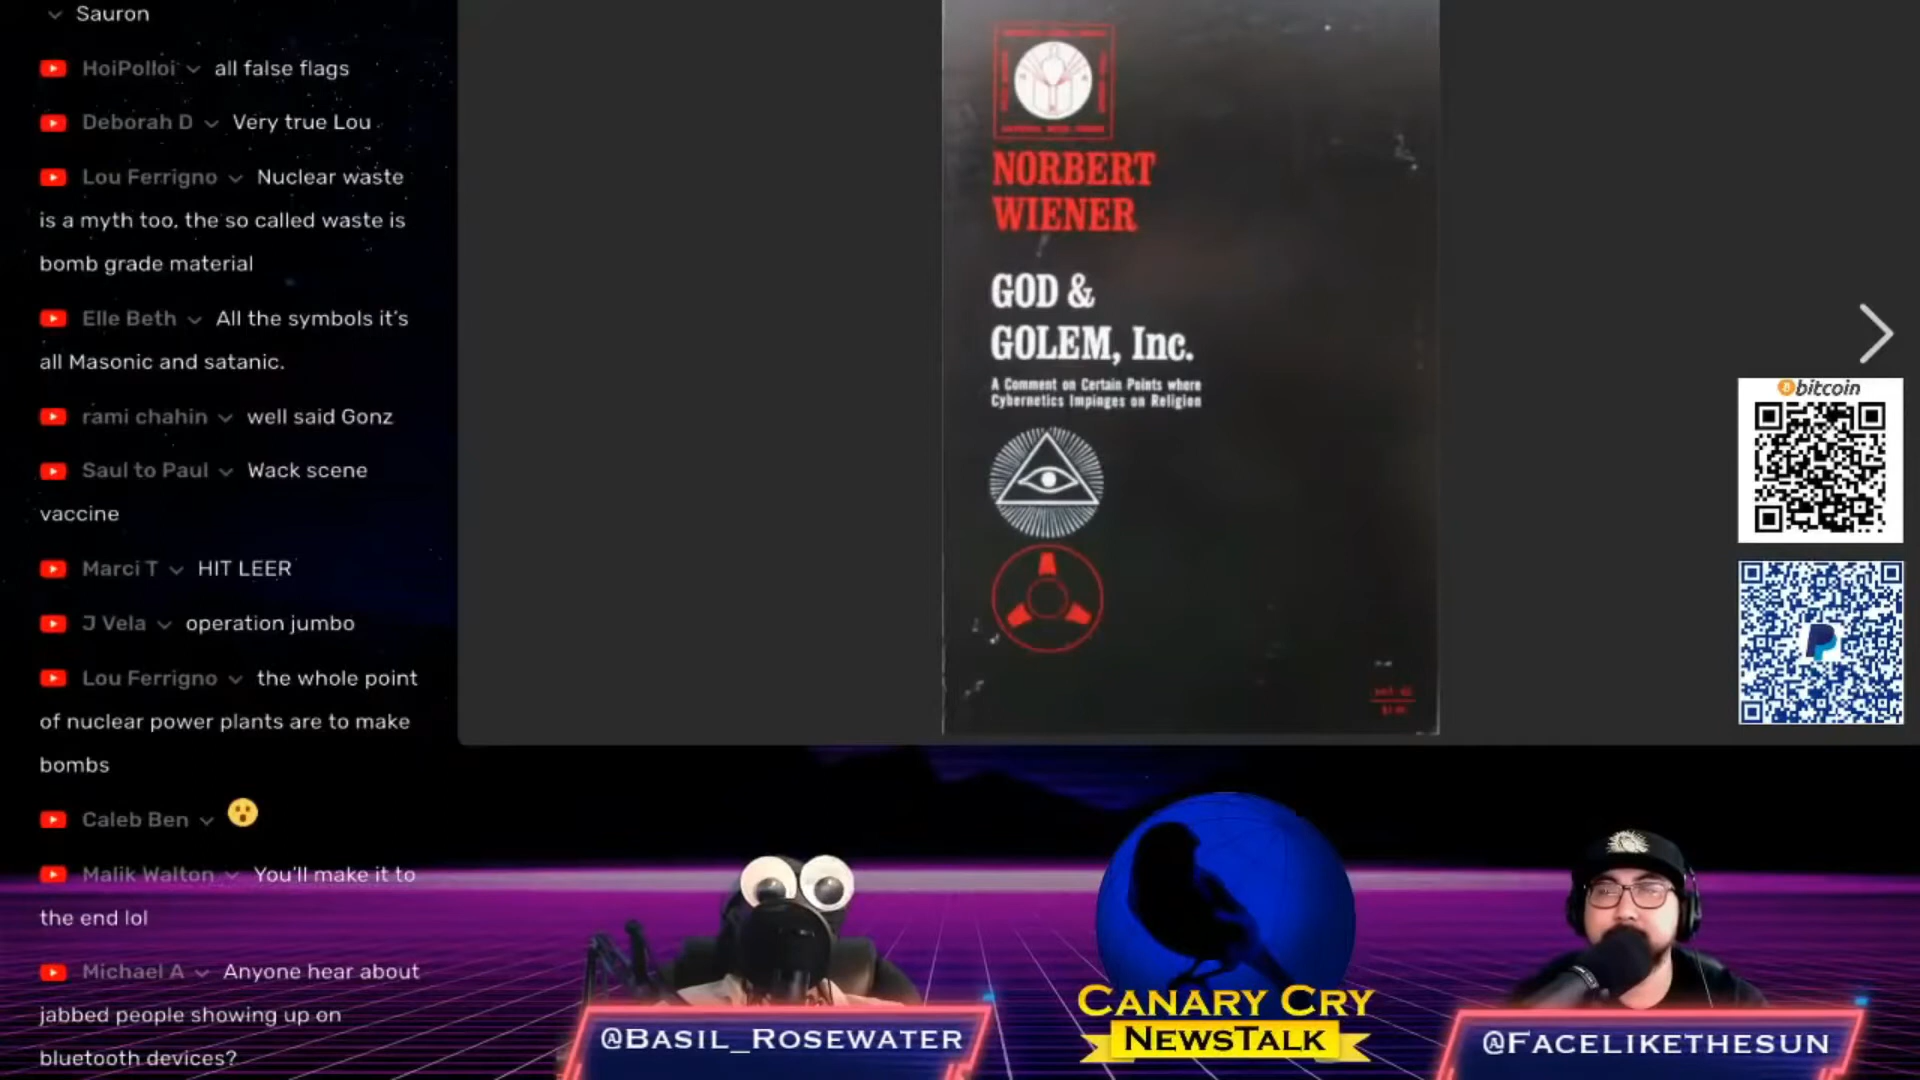 Sauron
HoiPolloi all false flags
Deborah D Very true Lou
Lou Ferrigno Nuclear waste
is a myth too, the so called waste is
bomb grade material
Elle Beth All the symbols it's
all Masonic and satanic.
rami chahin well said Gonz
Saul to Paul Wack scene
vaccine
Marci T HIT LEER
J Vela operation jumbo
Lou Ferrigno the whole point
of nuclear power plants are to make
bombs
Caleb Ben 😮
Malik Walton You'll make it to
the end lol
Michael A Anyone hear about
jabbed people showing up on
bluetooth devices?
NORBERT
WIENER
GOD &
GOLEM, Inc.
A Comment on Certain Points where
Cybernetics Impinges on Religion
bitcoin
CANARY CRY
NEWSTALK
@BASIL_ROSEWATER
@FACELIKETHESUN